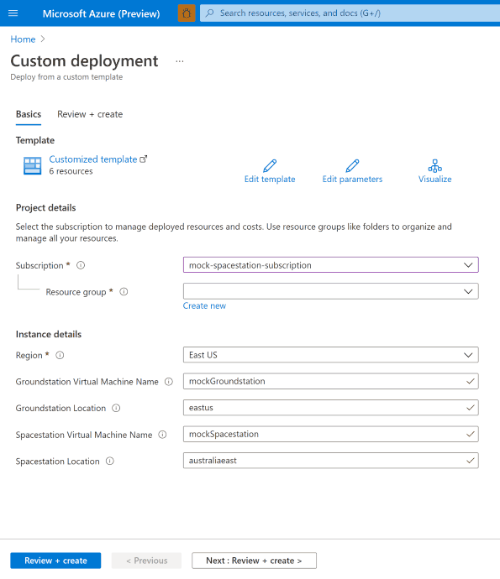 Microsoft Azure (Preview)
Search resources, services, and docs (G+/)
Home >
Custom deployment ...
Deploy from a custom template
Basics Review + create
Template
Customized template
6 resources
Edit template Edit parameters Visualize
Project details
Select the subscription to manage deployed resources and costs. Use resource groups like folders to organize and
manage all your resources.
Subscription * mock-spacestation-subscription
Resource group *
Create new
Instance details
Region * East US
Groundstation Virtual Machine Name mockGroundstation
Groundstation Location eastus
Spacestation Virtual Machine Name mockSpacestation
Spacestation Location australiaeast
Review + create < Previous Next : Review + create >